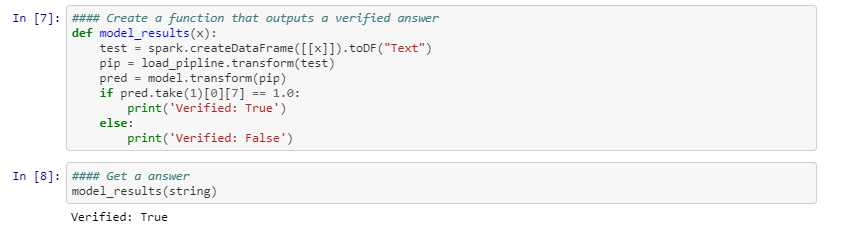 In [7]: #### Create a function that outputs a verified answer
def model_results(x):
    test = spark.createDataFrame([[x]]).toDF("Text")
    pip = load_pipline.transform(test)
    pred = model.transform(pip)
    if pred.take(1)[0][7] == 1.0:
        print('Verified: True')
    else:
        print('Verified: False')
In [8]: #### Get a answer
model_results(string)
Verified: True